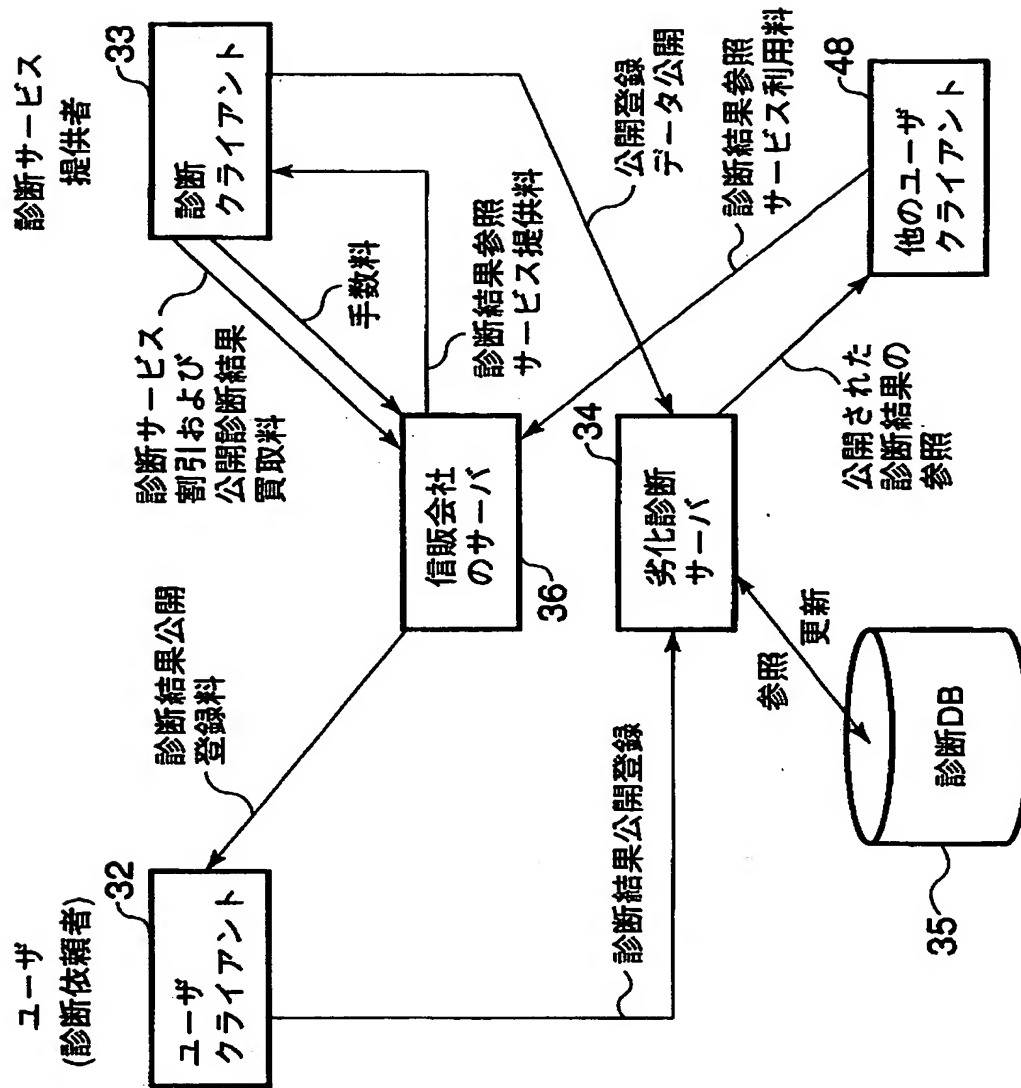 ユーザ
(診断依頼者)
32
ユーザ
クライアント
診断サービス
提供者
33
診断
クライアント
診断結果公開
登録料
診断サービス
割引および
公開診断結果
買取料
手数料
診断結果参照
サービス提供料
信販会社
のサーバ
36
公開登録
データ公開
診断結果参照
サービス利用料
診断結果公開登録
34
劣化診断
サーバ
公開された
診断結果の
参照
48
他のユーザ
クライアント
参照
更新
診断DB
35